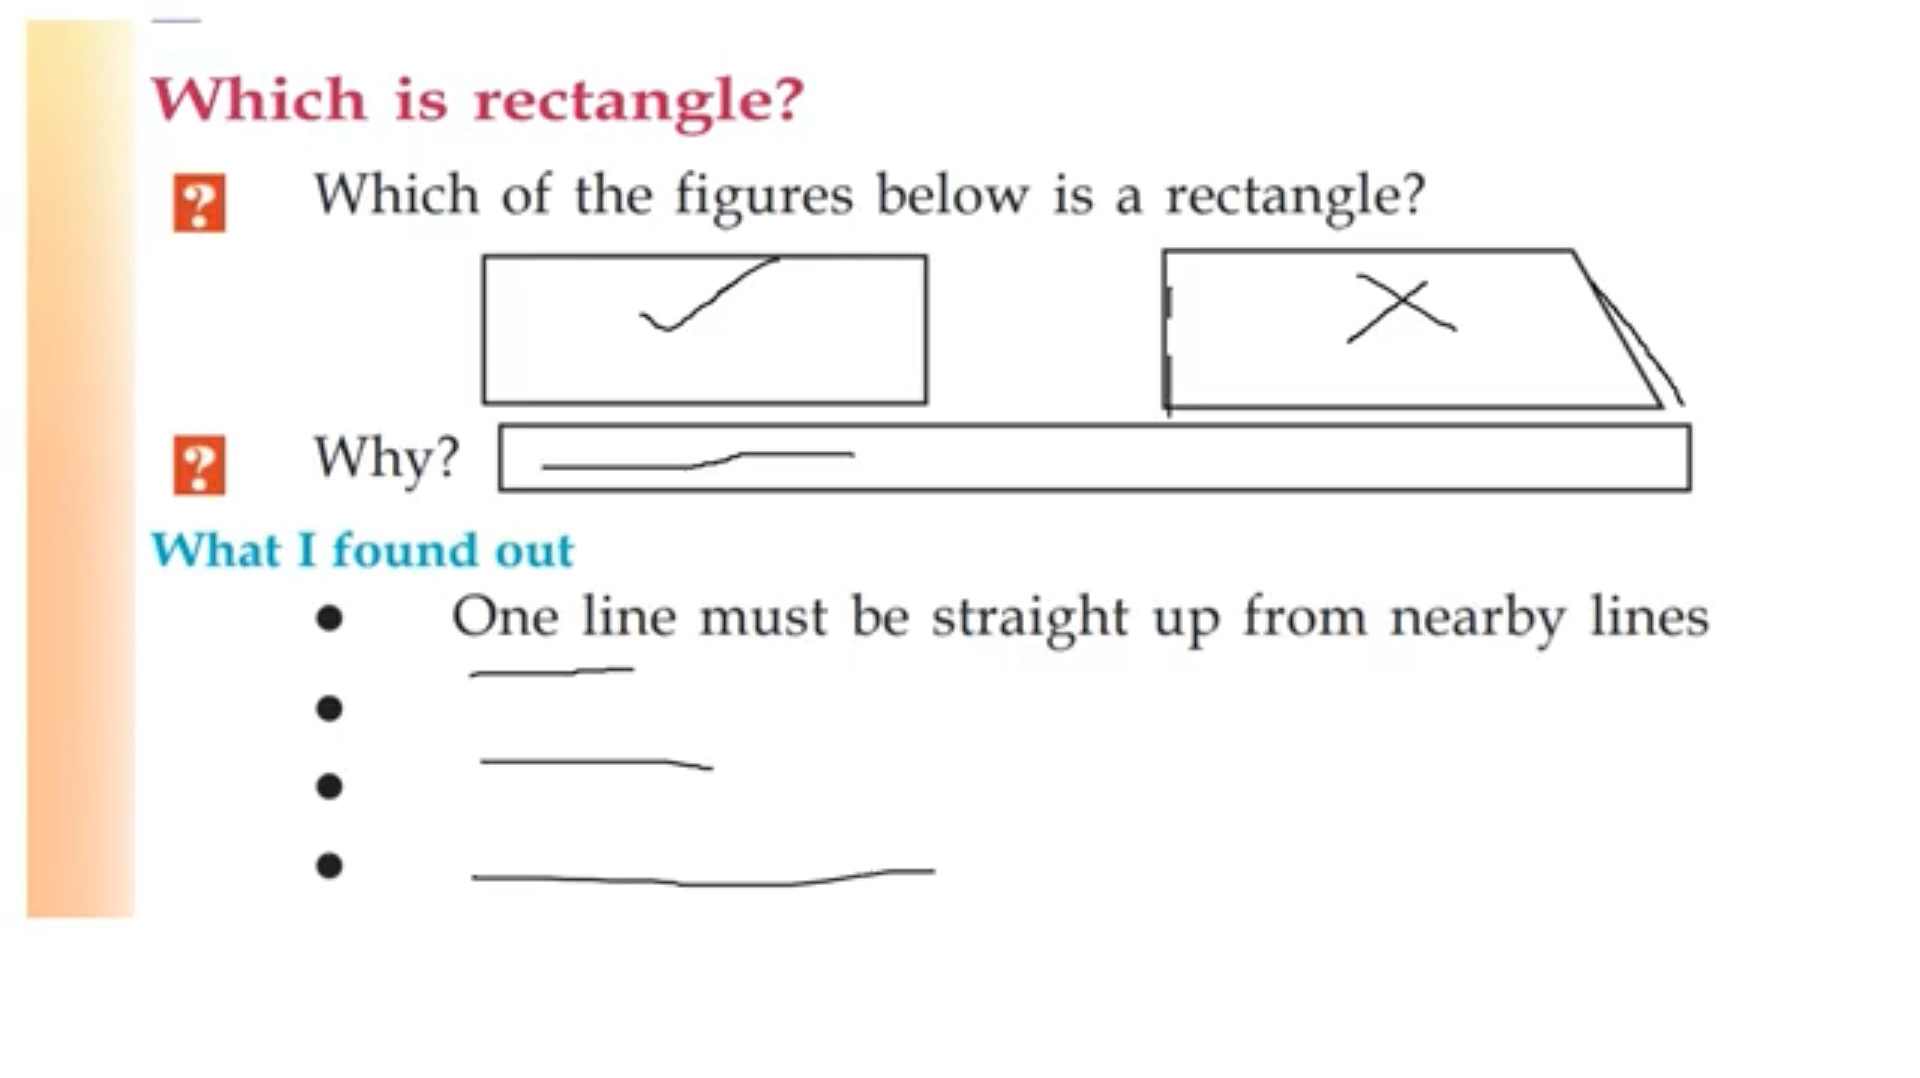 Which is rectangle?
? Which of the figures below is a rectangle?
? Why?
What I found out
• One line must be straight up from nearby lines
•
•
•